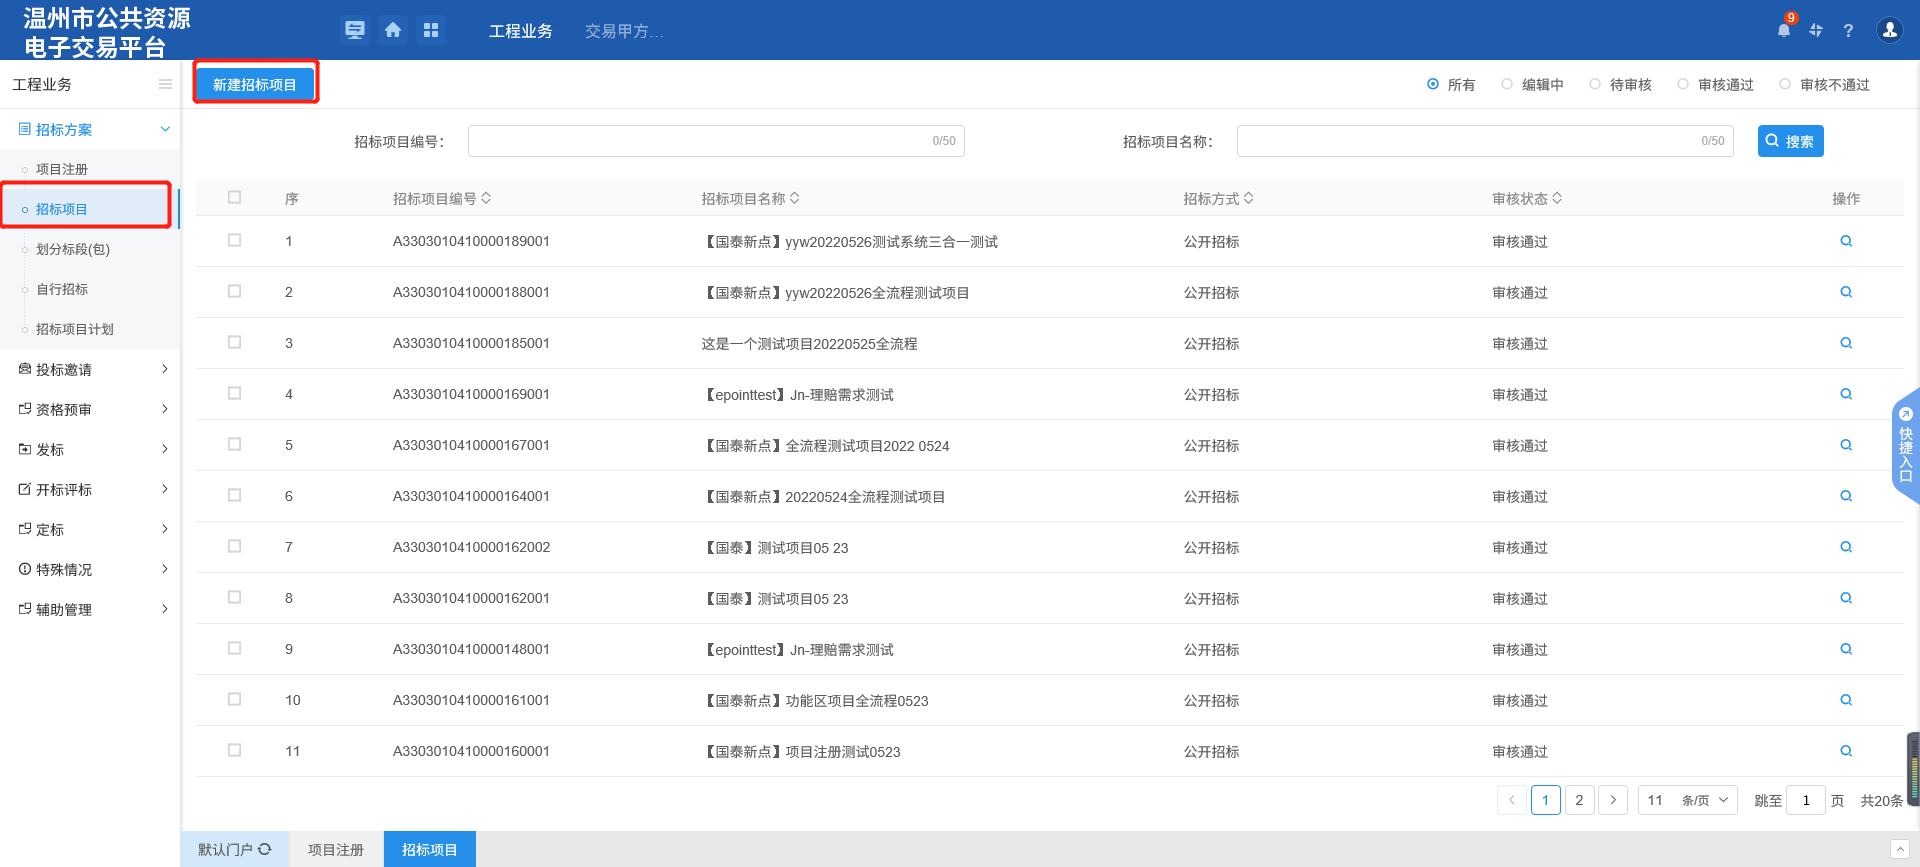 温州市公共资源
电子交易平台
工程业务
交易甲方...
9
?
工程业务
新建招标项目
所有
编辑中
待审核
审核通过
审核不通过
招标方案
项目注册
招标项目
划分标段(包)
自行招标
招标项目计划
投标邀请
资格预审
发标
开标评标
定标
特殊情况
辅助管理
招标项目编号：
0/50
招标项目名称：
0/50
搜索
序 招标项目编号 招标项目名称 招标方式 审核状态 操作
1 A3303010410000189001 【国泰新点】yyw20220526测试系统三合一测试 公开招标 审核通过
2 A3303010410000188001 【国泰新点】yyw20220526全流程测试项目 公开招标 审核通过
3 A3303010410000185001 这是一个测试项目20220525全流程 公开招标 审核通过
4 A3303010410000169001 【epointtest】Jn-理赔需求测试 公开招标 审核通过
5 A3303010410000167001 【国泰新点】全流程测试项目2022 0524 公开招标 审核通过
6 A3303010410000164001 【国泰新点】20220524全流程测试项目 公开招标 审核通过
7 A3303010410000162002 【国泰】测试项目05 23 公开招标 审核通过
8 A3303010410000162001 【国泰】测试项目05 23 公开招标 审核通过
9 A3303010410000148001 【epointtest】Jn-理赔需求测试 公开招标 审核通过
10 A3303010410000161001 【国泰新点】功能区项目全流程0523 公开招标 审核通过
11 A3303010410000160001 【国泰新点】项目注册测试0523 公开招标 审核通过
快捷入口
1 2 11 条/页 跳至 1 页 共20条
默认门户
项目注册
招标项目